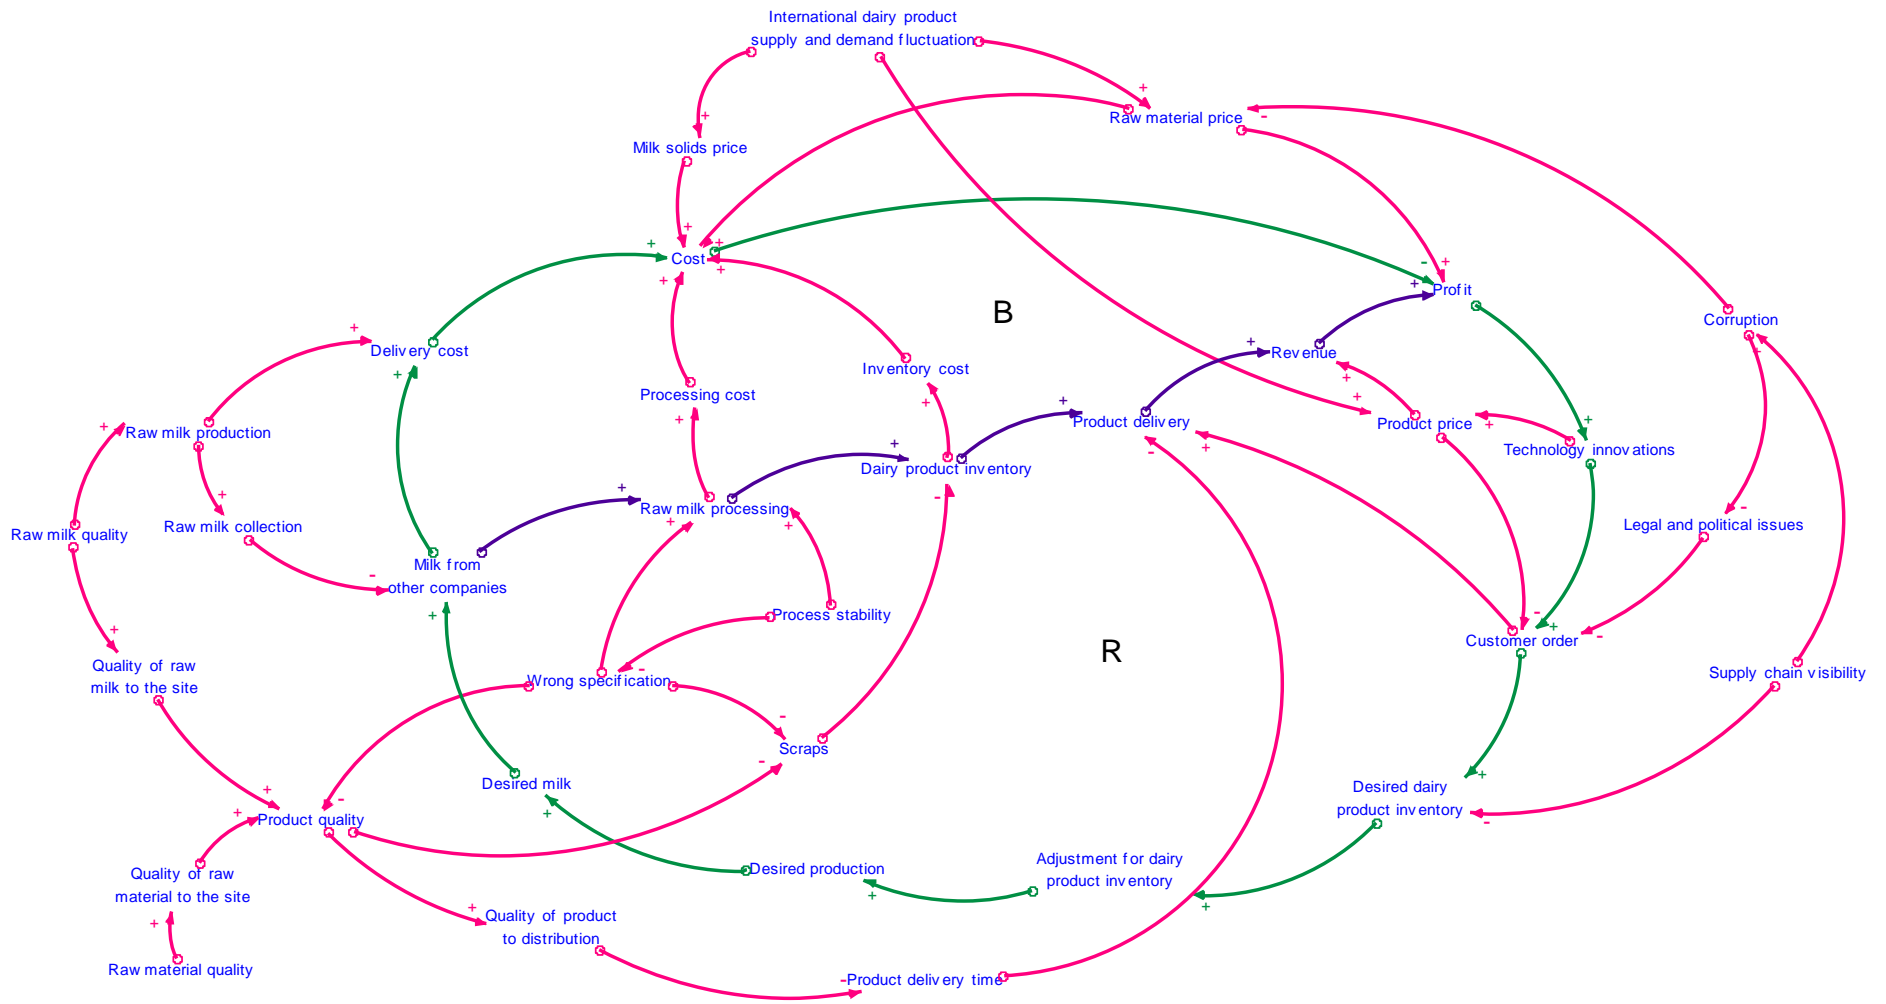 International dairy product
supply and demand fluctuation
Raw material price
Milk solids price
Cost
Profit
B
Corruption
Delivery cost
Revenue
Inventory cost
Processing cost
Product delivery
Product price
Raw milk production
Technology innovations
Dairy product inventory
Raw milk processing
Raw milk collection
Legal and political issues
Raw milk quality
Milk from
other companies
Process stability
Customer order
R
Quality of raw
milk to the site
Wrong specification
Supply chain visibility
Scraps
Desired milk
Desired dairy
product inventory
Product quality
Adjustment for dairy
product inventory
Desired production
Quality of raw
material to the site
Quality of product
to distribution
Raw material quality
Product delivery time